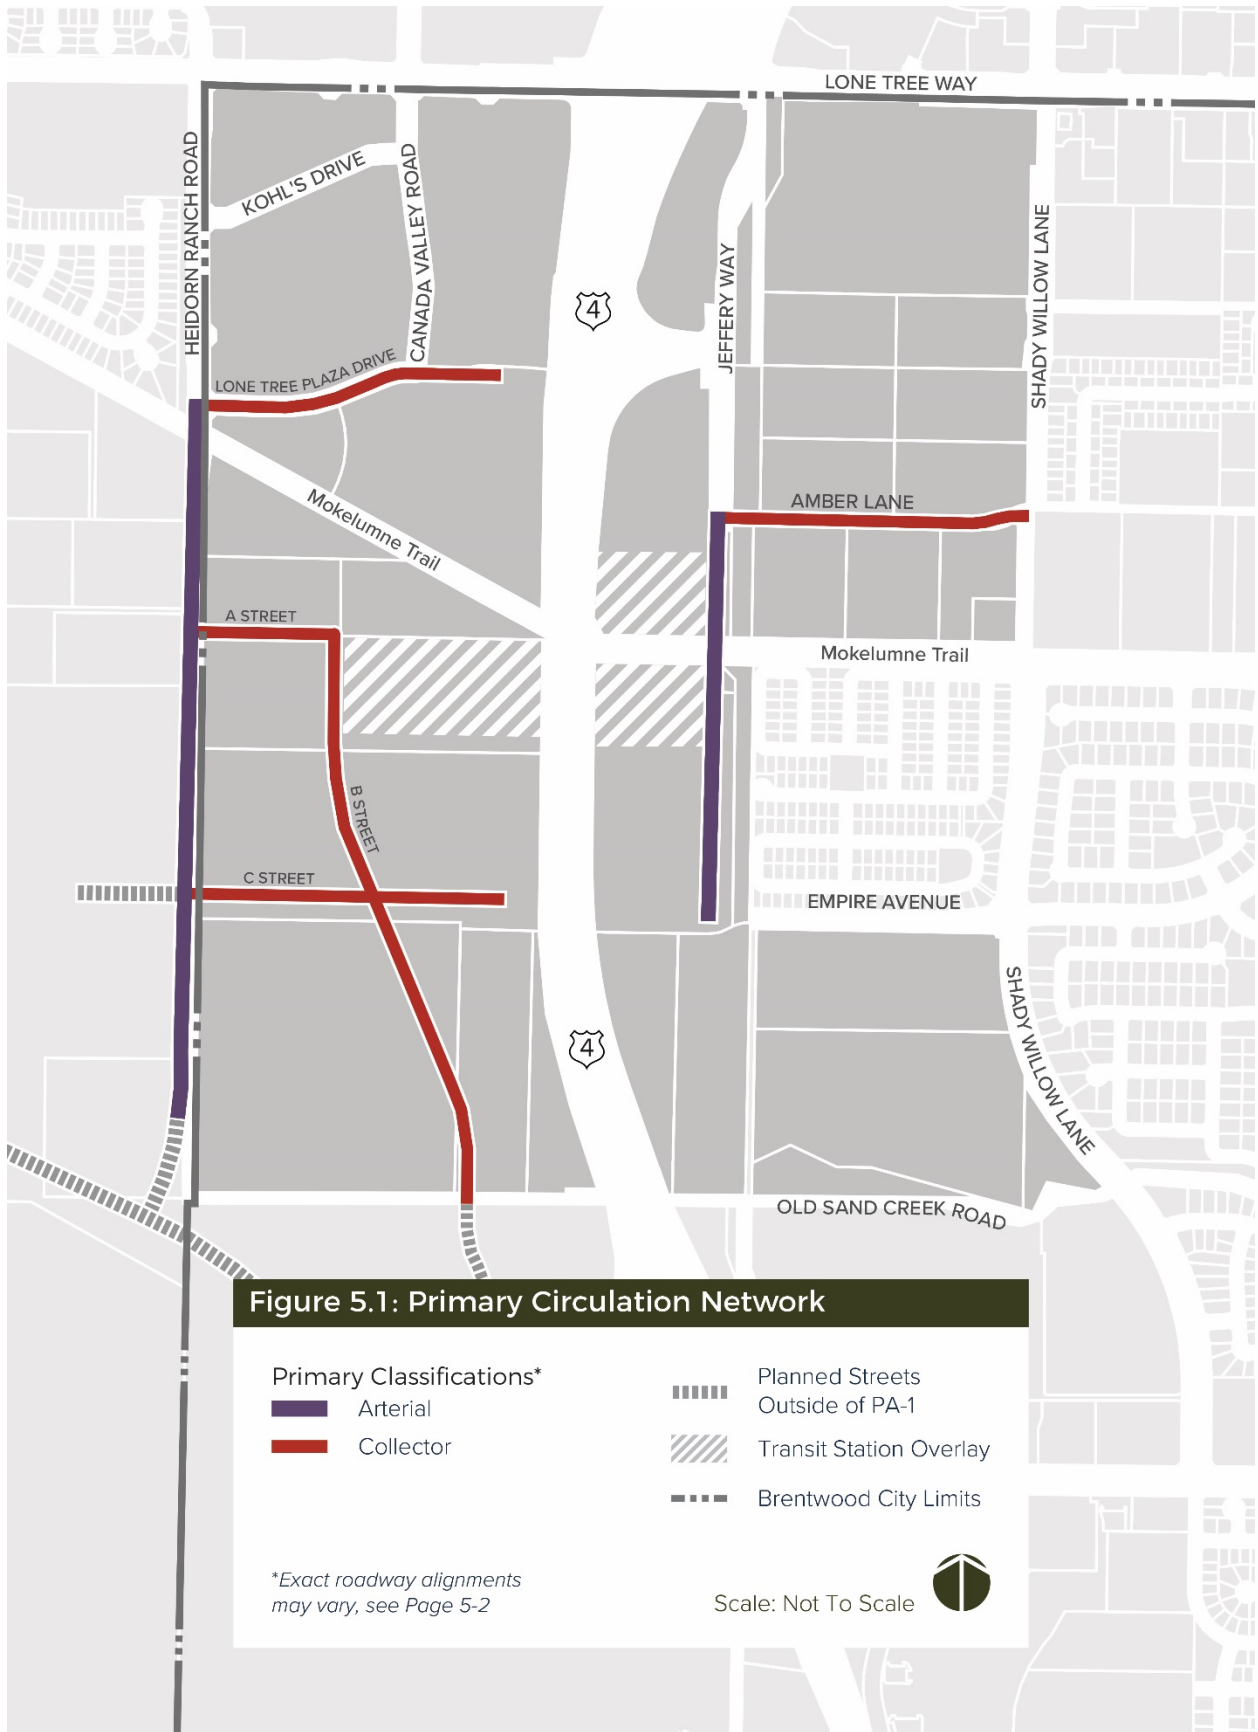 LONE TREE WAY
HEIDORN RANCH ROAD
KOHL'S DRIVE
CANADA VALLEY ROAD
JEFFERY WAY
SHADY WILLOW LANE
4
LONE TREE PLAZA DRIVE
Mokelumne Trail
AMBER LANE
A STREET
Mokelumne Trail
B STREET
C STREET
EMPIRE AVENUE
SHADY WILLOW LANE
4
OLD SAND CREEK ROAD
Figure 5.1: Primary Circulation Network
Primary Classifications*
Arterial
Collector
Planned Streets
Outside of PA-1
Transit Station Overlay
Brentwood City Limits
*Exact roadway alignments
may vary, see Page 5-2
Scale: Not To Scale